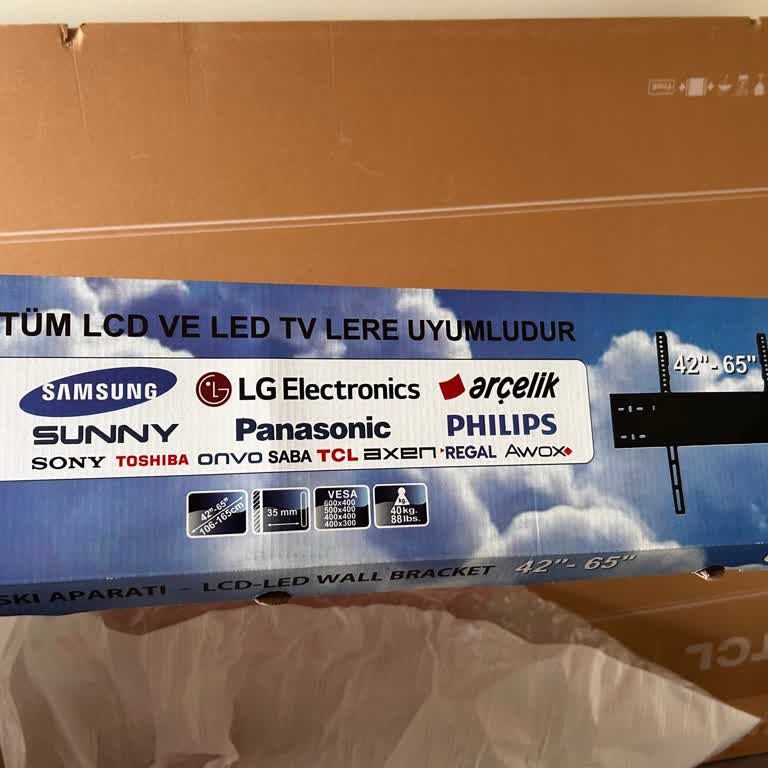 TÜM LCD VE LED TV LERE UYUMLUDUR
SAMSUNG LG Electronics arçelik
SUNNY Panasonic PHILIPS
SONY TOSHIBA onvo SABA TCL axen REGAL Awox
42"-65"
42"-65"
106-165cm
35 mm
VESA
600x400
500x400
400x400
400x300
40kg.
88lbs.
SKI APARATI - LCD-LED WALL BRACKET 42"- 65"
TCL